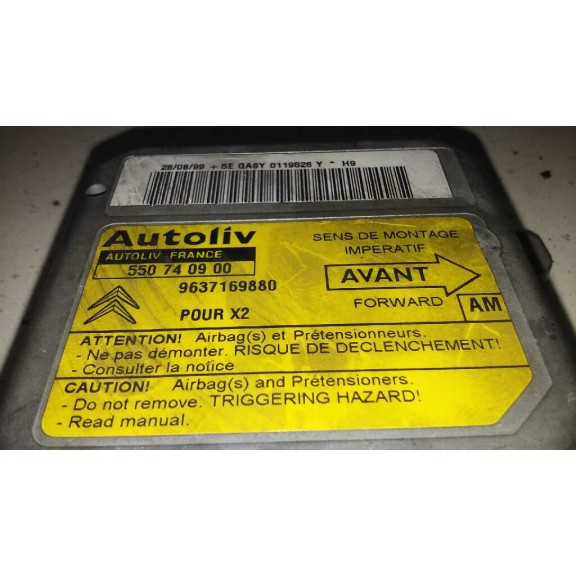 28/09/99 + 5E GA6Y 0119526 Y - H9
Autoliv
AUTOLIV FRANCE
550 74 09 00
9637169880
POUR X2
SENS DE MONTAGE
IMPERATIF
AVANT
FORWARD
AM
ATTENTION! Airbag(s) et Prétensionneurs.
- Ne pas démonter. RISQUE DE DECLENCHEMENT!
- Consulter la notice
CAUTION! Airbag(s) and Prétensioners.
- Do not remove. TRIGGERING HAZARD!
- Read manual.